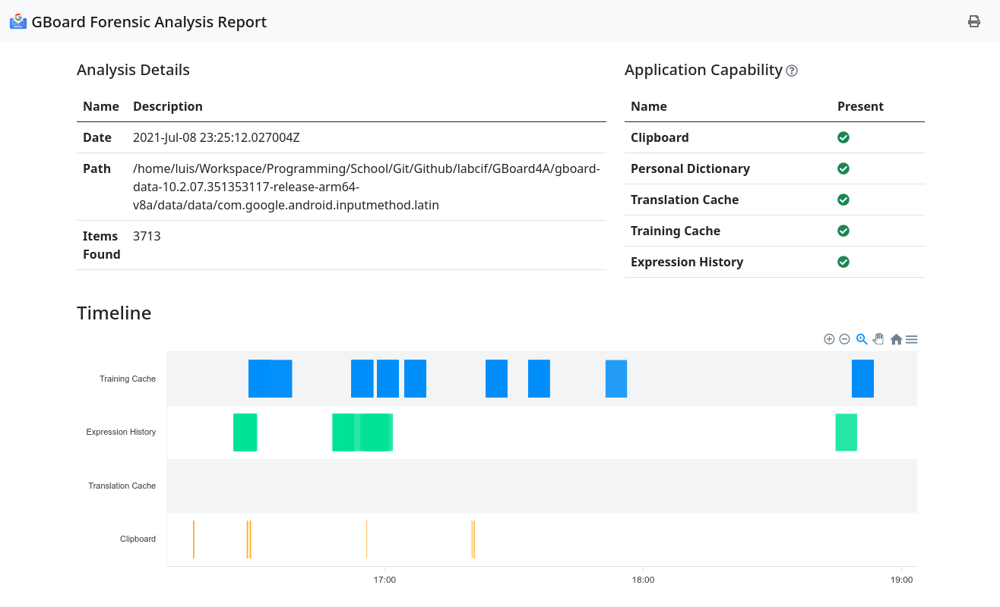 GBoard Forensic Analysis Report
Analysis Details
Name Description
Date 2021-Jul-08 23:25:12.027004Z
Path /home/luis/Workspace/Programming/School/Git/Github/labcif/GBoard4A/gboard-
data-10.2.07.351353117-release-arm64-
v8a/data/data/com.google.android.inputmethod.latin
Items 3713
Found
Application Capability
Name Present
Clipboard
Personal Dictionary
Translation Cache
Training Cache
Expression History
Timeline
Training Cache
Expression History
Translation Cache
Clipboard
17:00 18:00 19:00